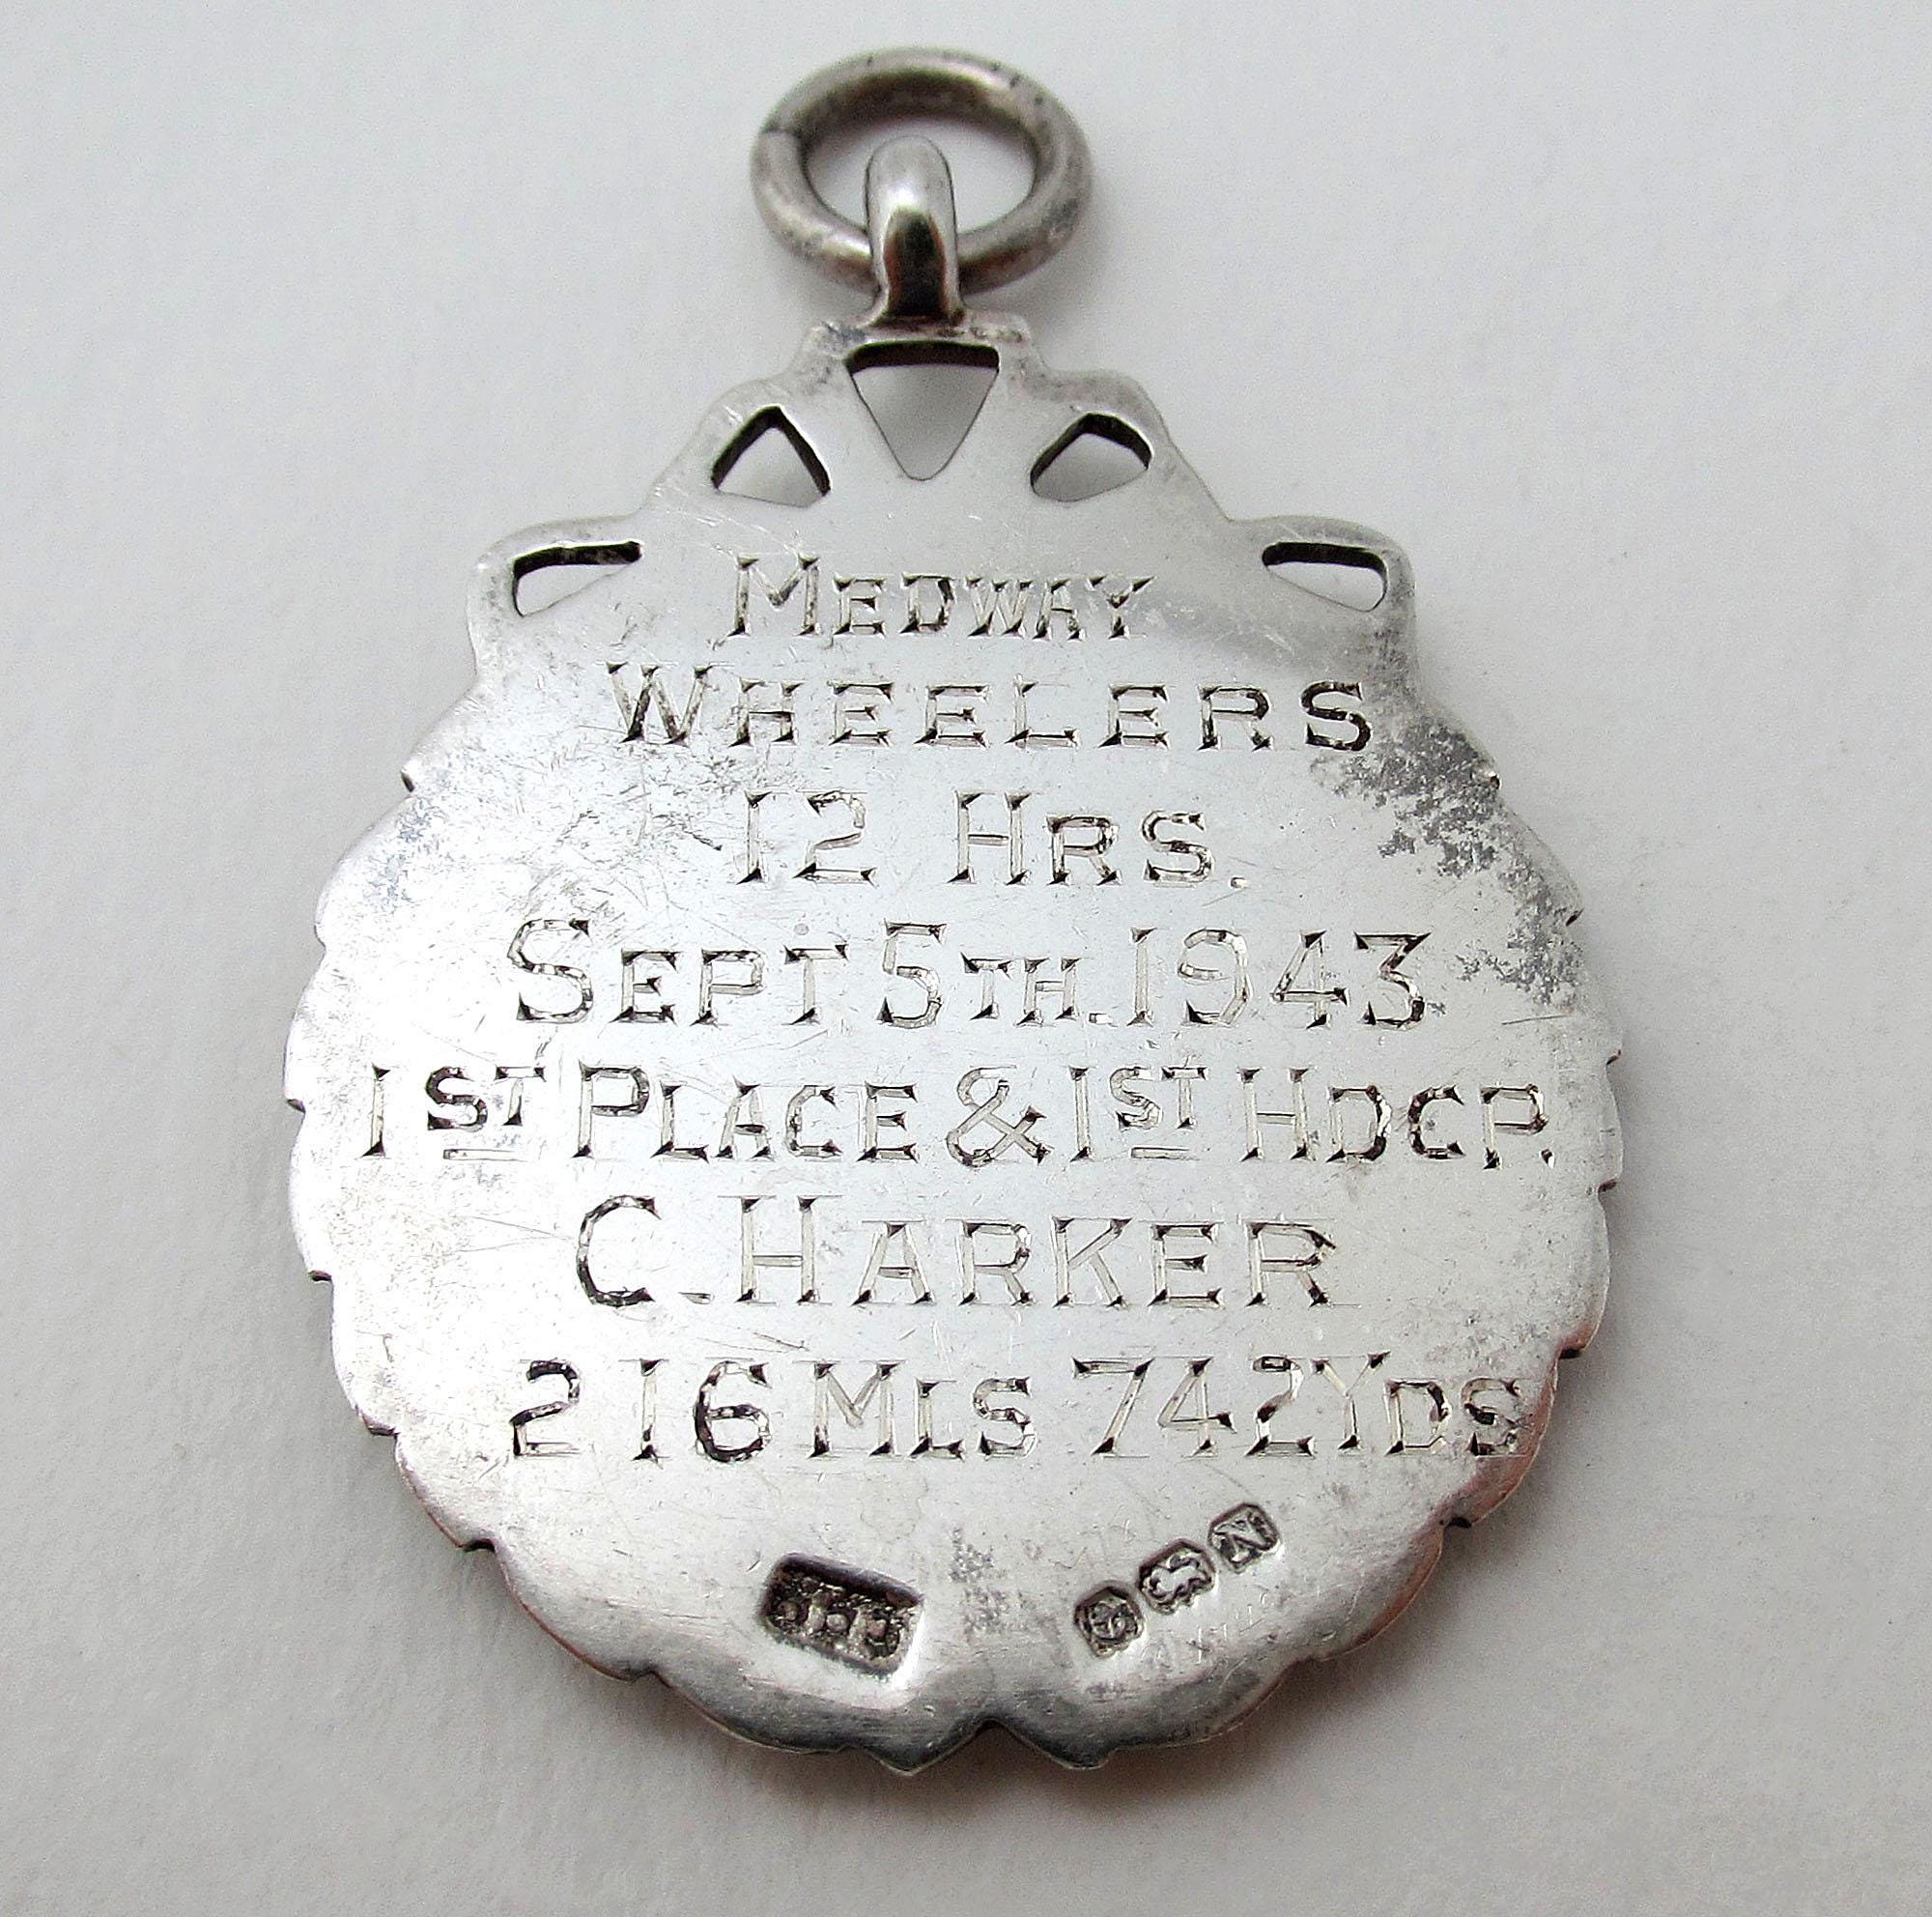 MEDWAY
WHEELERS
12 HRS.
SEPT 5TH. 1943
1ST PLACE & 1ST HDCP.
C. HARKER
216 MLS 742 YDS
N